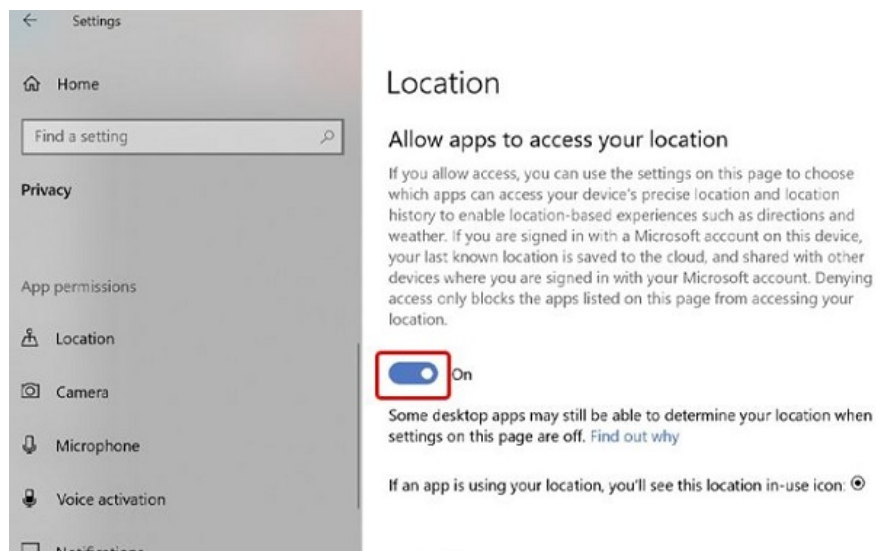 Settings
Home
Find a setting
Privacy
App permissions
Location
Camera
Microphone
Voice activation
Notifications
Location
Allow apps to access your location
If you allow access, you can use the settings on this page to choose
which apps can access your device's precise location and location
history to enable location-based experiences such as directions and
weather. If you are signed in with a Microsoft account on this device,
your last known location is saved to the cloud, and shared with other
devices where you are signed in with your Microsoft account. Denying
access only blocks the apps listed on this page from accessing your
location.
On
Some desktop apps may still be able to determine your location when
settings on this page are off. Find out why
If an app is using your location, you'll see this location in-use icon: